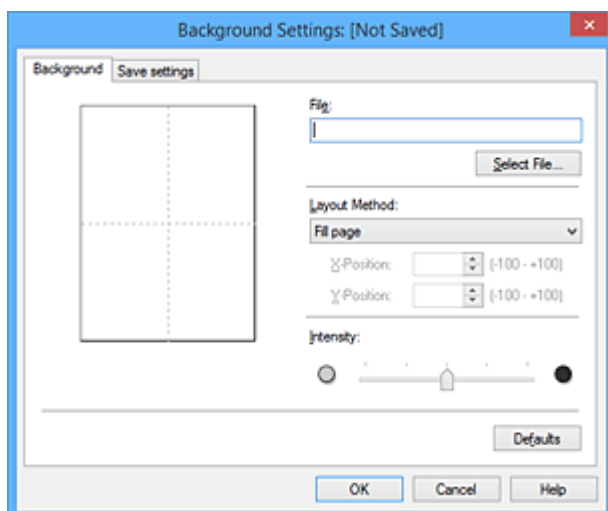 Background Settings: [Not Saved]
Background Save settings
File:
Select File...
Layout Method:
Fill page
X-Position: (-100 - +100)
Y-Position: (-100 - +100)
Intensity:
Defaults
OK Cancel Help